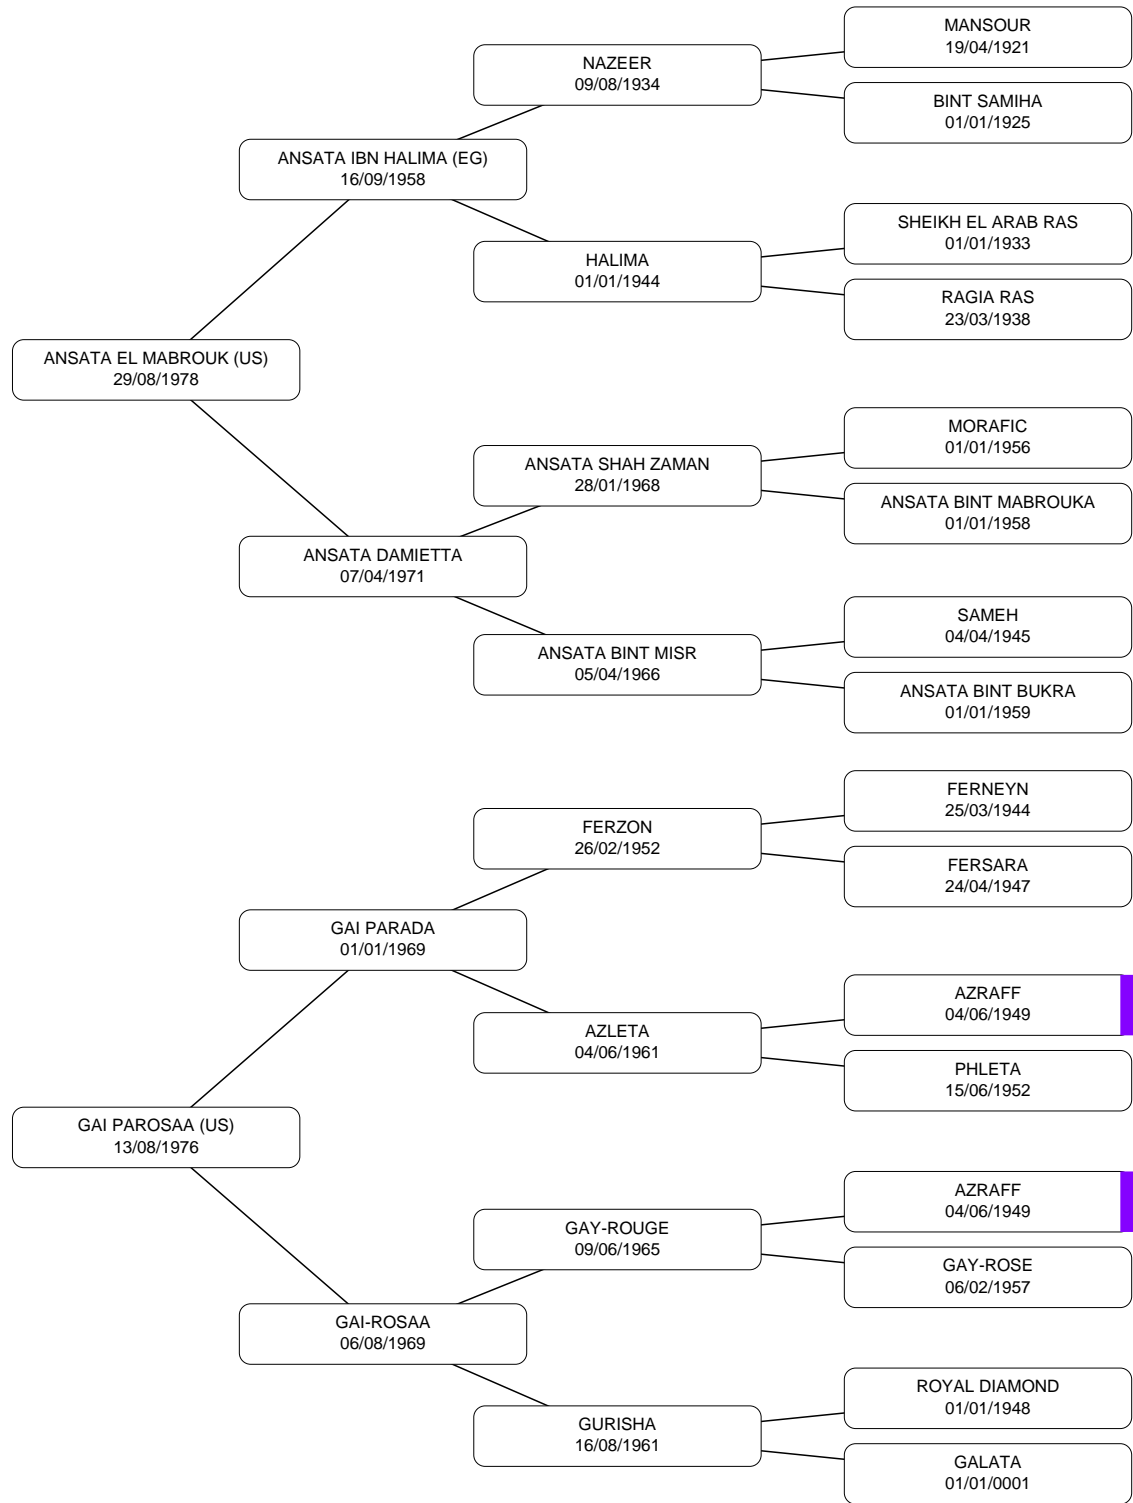 MANSOUR
19/04/1921
NAZEER
09/08/1934
BINT SAMIHA
01/01/1925
ANSATA IBN HALIMA (EG)
16/09/1958
SHEIKH EL ARAB RAS
01/01/1933
HALIMA
01/01/1944
RAGIA RAS
23/03/1938
ANSATA EL MABROUK (US)
29/08/1978
MORAFIC
01/01/1956
ANSATA SHAH ZAMAN
28/01/1968
ANSATA BINT MABROUKA
01/01/1958
ANSATA DAMIETTA
07/04/1971
SAMEH
04/04/1945
ANSATA BINT MISR
05/04/1966
ANSATA BINT BUKRA
01/01/1959
FERNEYN
25/03/1944
FERZON
26/02/1952
FERSARA
24/04/1947
GAI PARADA
01/01/1969
AZRAFF
04/06/1949
AZLETA
04/06/1961
PHLETA
15/06/1952
GAI PAROSAA (US)
13/08/1976
AZRAFF
04/06/1949
GAY-ROUGE
09/06/1965
GAY-ROSE
06/02/1957
GAI-ROSAA
06/08/1969
ROYAL DIAMOND
01/01/1948
GURISHA
16/08/1961
GALATA
01/01/0001